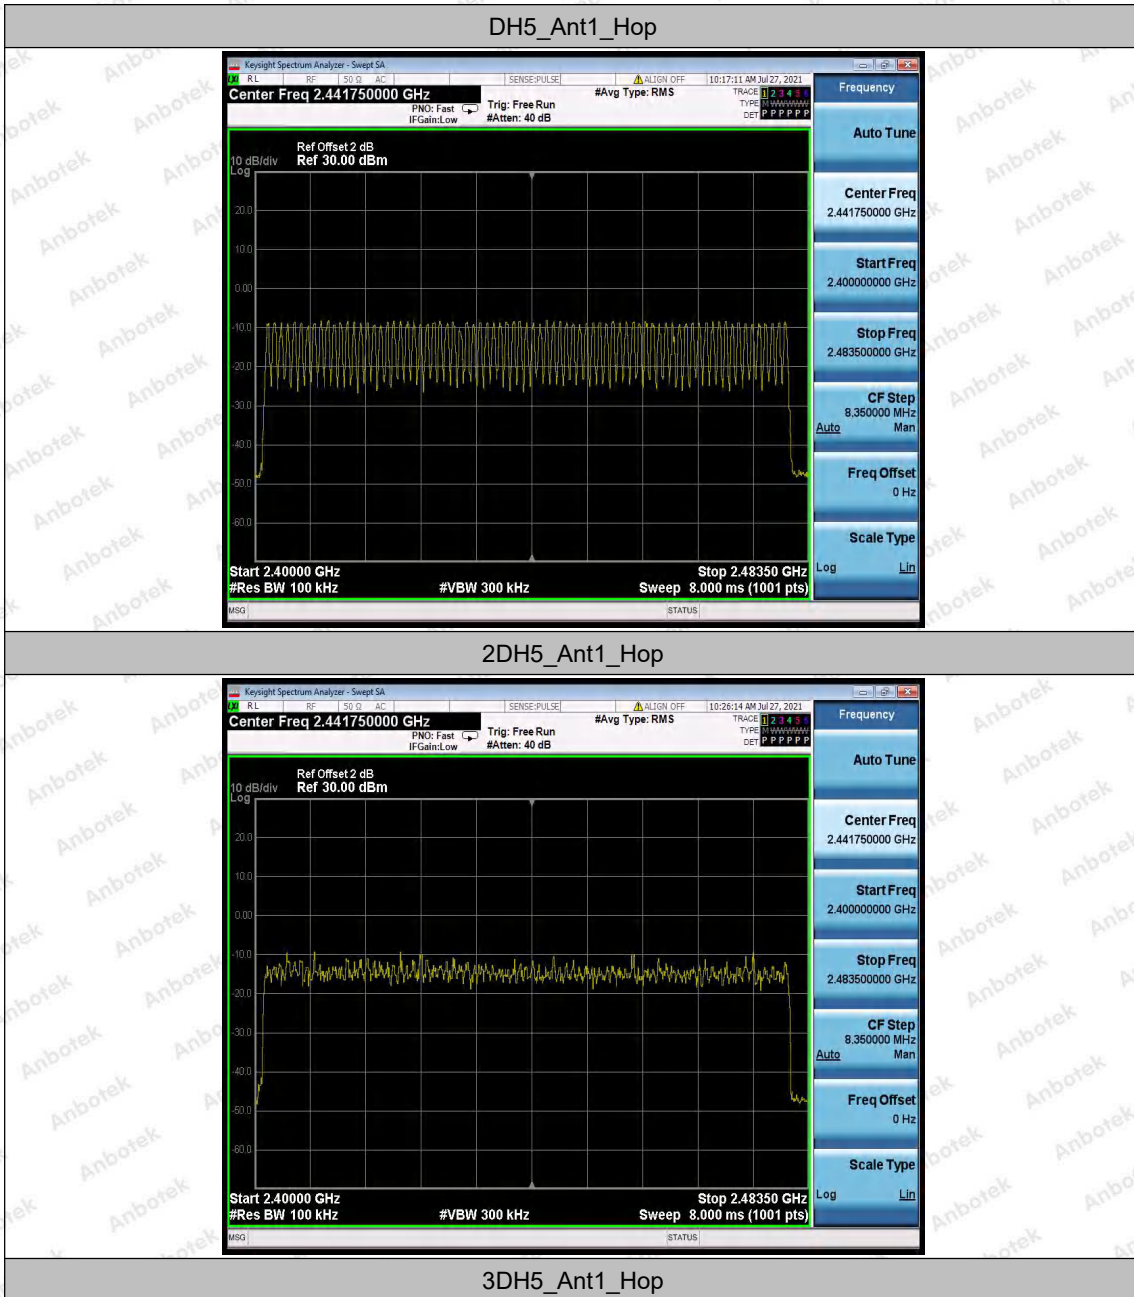 DH5_Ant1_Hop
Keysight Spectrum Analyzer - Swept SA
LXI RL RF 50 Ω AC SENSE:PULSE ALIGN OFF 10:17:11 AM Jul 27, 2021
Center Freq 2.441750000 GHz
PNO: Fast
IFGain:Low
Trig: Free Run
#Atten: 40 dB
#Avg Type: RMS
TRACE 1 2 3 4 5 6
TYPE M WWWWW
DET P P P P P P
Ref Offset 2 dB
10 dB/div Ref 30.00 dBm
Log
20.0
10.0
0.00
-10.0
-20.0
-30.0
-40.0
-50.0
-60.0
Start 2.40000 GHz Stop 2.48350 GHz
#Res BW 100 kHz #VBW 300 kHz Sweep 8.000 ms (1001 pts)
MSG STATUS
Frequency
Auto Tune
Center Freq
2.441750000 GHz
Start Freq
2.400000000 GHz
Stop Freq
2.483500000 GHz
CF Step
8.350000 MHz
Auto Man
Freq Offset
0 Hz
Scale Type
Log Lin
2DH5_Ant1_Hop
Keysight Spectrum Analyzer - Swept SA
LXI RL RF 50 Ω AC SENSE:PULSE ALIGN OFF 10:26:14 AM Jul 27, 2021
Center Freq 2.441750000 GHz
PNO: Fast
IFGain:Low
Trig: Free Run
#Atten: 40 dB
#Avg Type: RMS
TRACE 1 2 3 4 5 6
TYPE M WWWWW
DET P P P P P P
Ref Offset 2 dB
10 dB/div Ref 30.00 dBm
Log
20.0
10.0
0.00
-10.0
-20.0
-30.0
-40.0
-50.0
-60.0
Start 2.40000 GHz Stop 2.48350 GHz
#Res BW 100 kHz #VBW 300 kHz Sweep 8.000 ms (1001 pts)
MSG STATUS
Frequency
Auto Tune
Center Freq
2.441750000 GHz
Start Freq
2.400000000 GHz
Stop Freq
2.483500000 GHz
CF Step
8.350000 MHz
Auto Man
Freq Offset
0 Hz
Scale Type
Log Lin
3DH5_Ant1_Hop